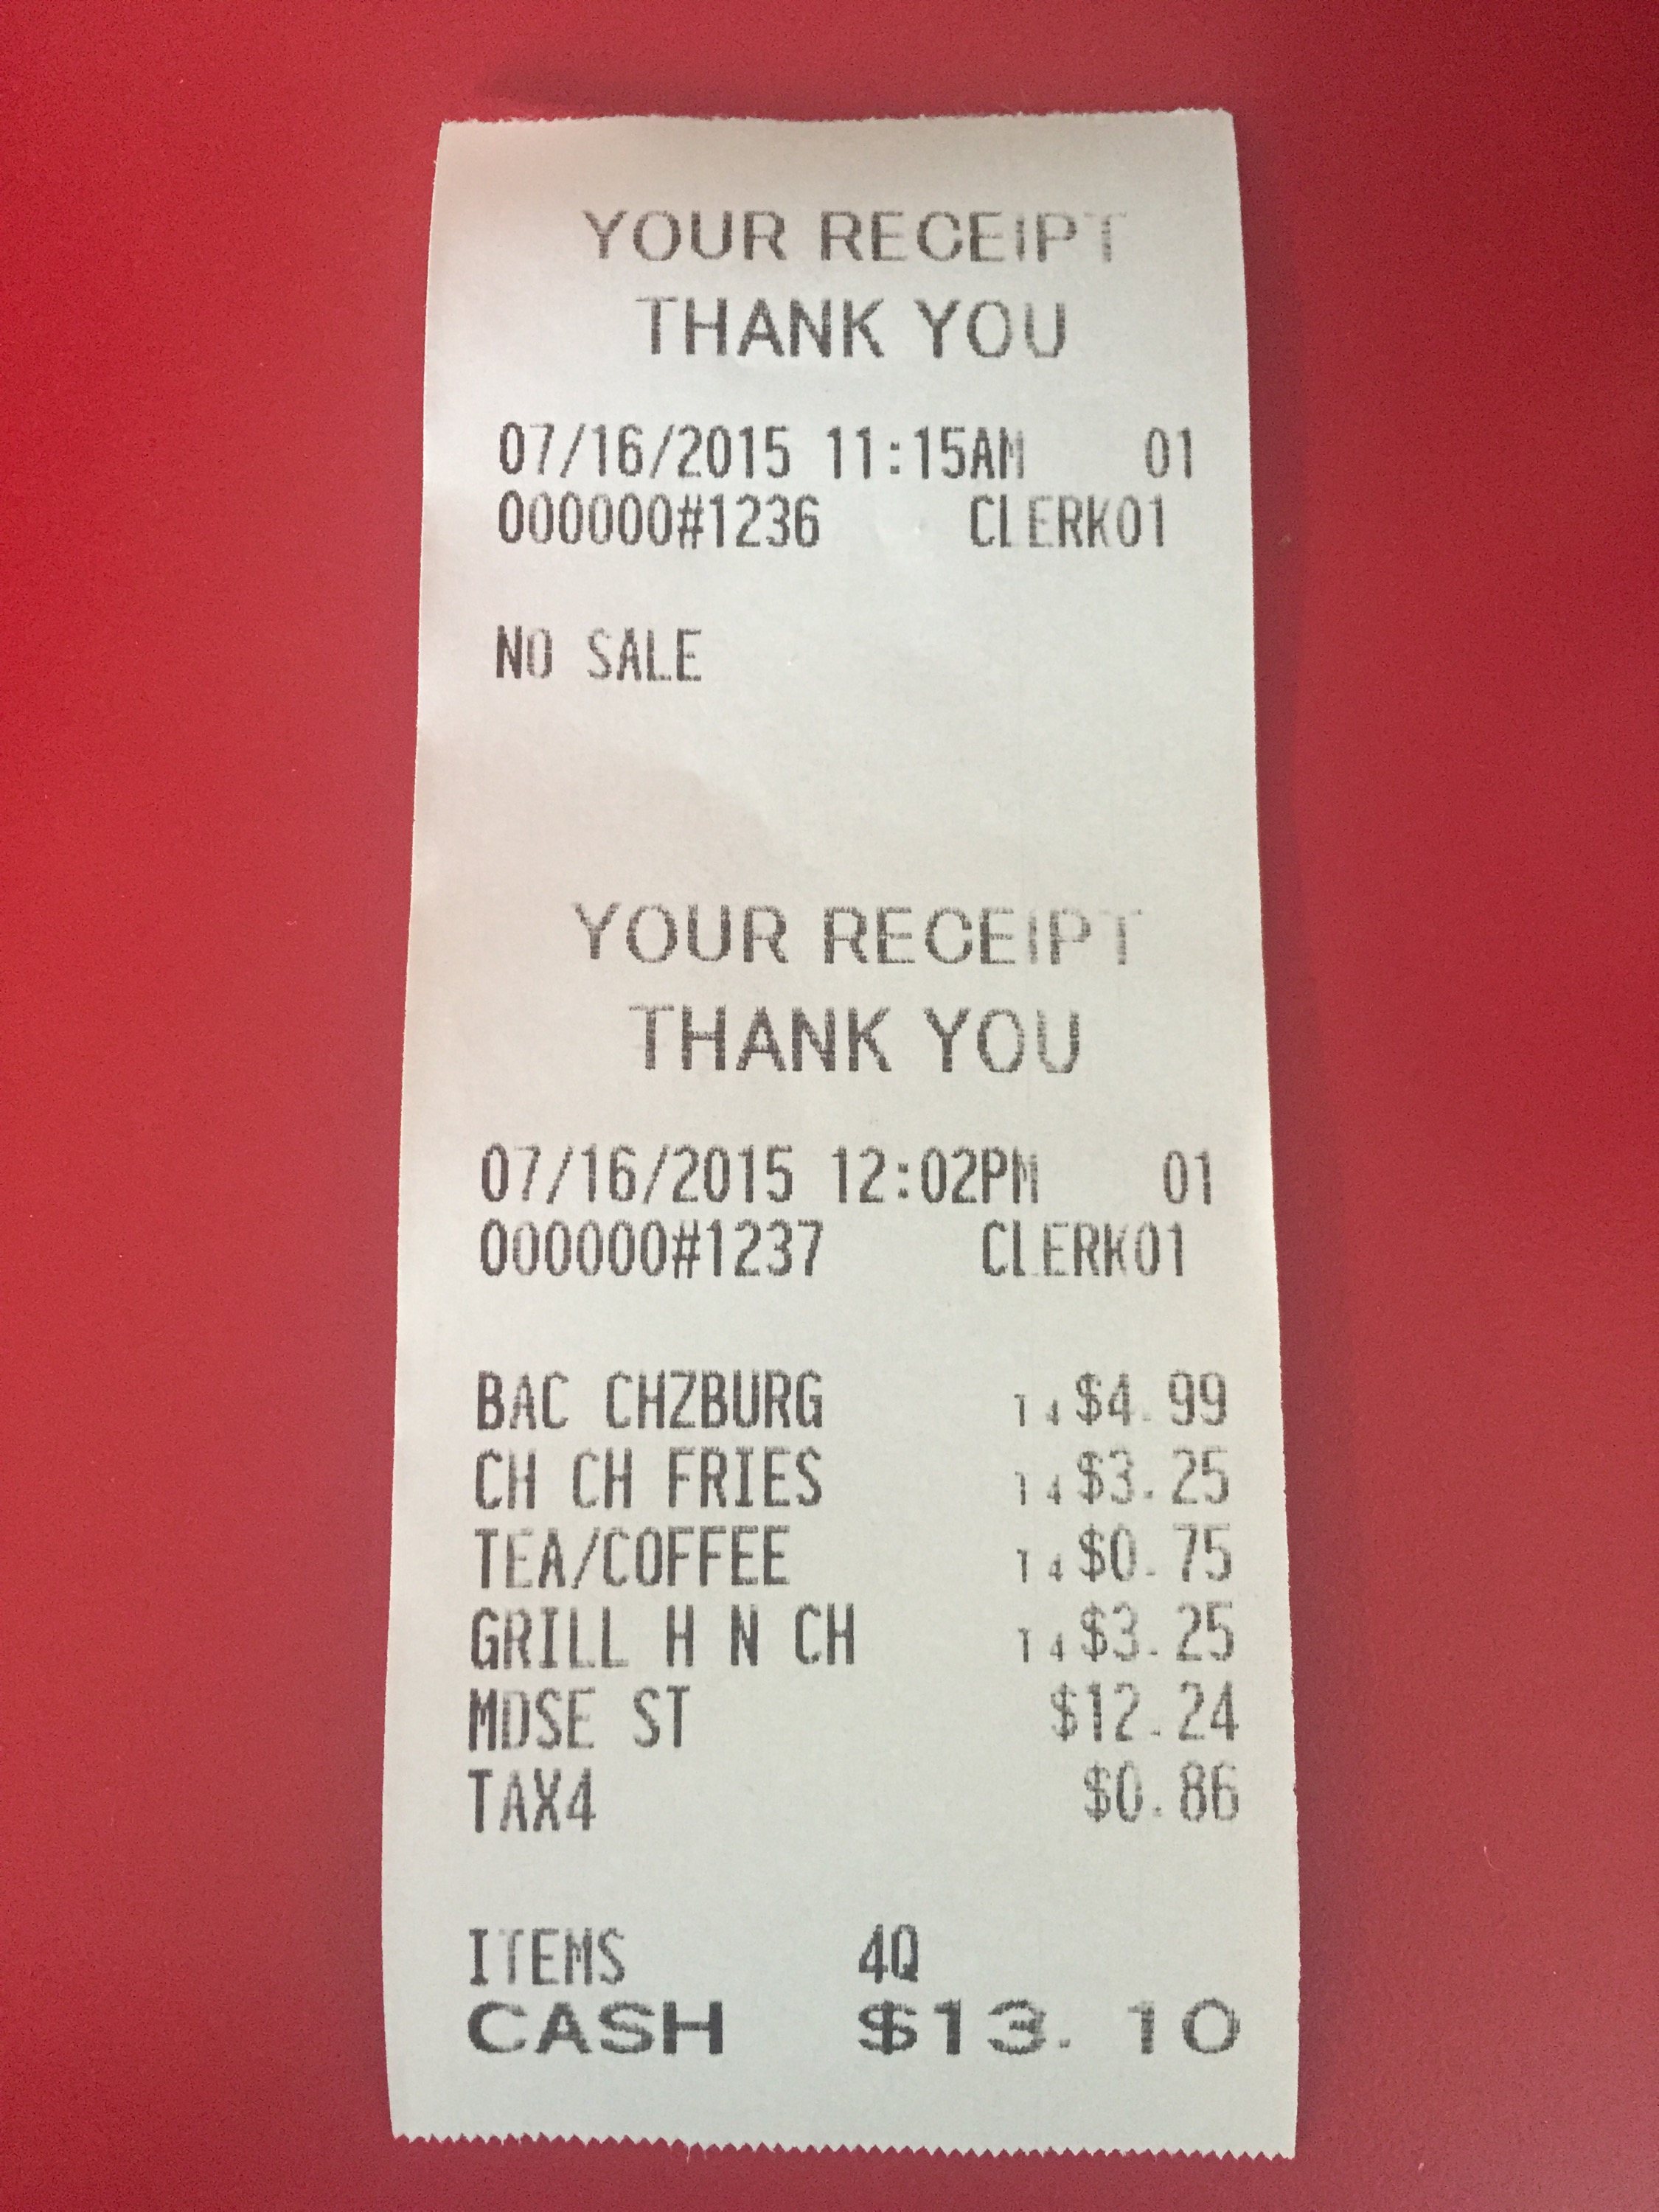 YOUR RECEIPT
THANK YOU
07/16/2015 11:15AM 01
000000#1236 CLERK01
NO SALE
YOUR RECEIPT
THANK YOU
07/16/2015 12:02PM 01
000000#1237 CLERK01
BAC CHZBURG 14$4.99
CH CH FRIES 14$3.25
TEA/COFFEE 14$0.75
GRILL H N CH 14$3.25
MDSE ST $12.24
TAX4 $0.86
ITEMS 4Q
CASH $13.10